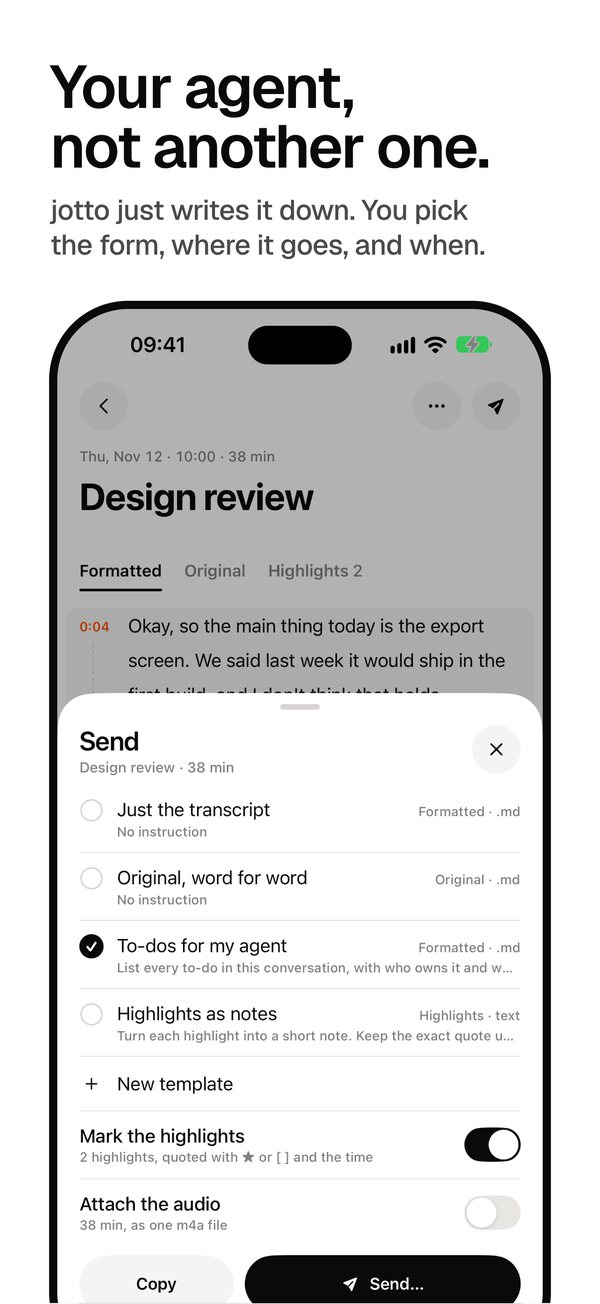 Your agent,
not another one.
jotto just writes it down. You pick
the form, where it goes, and when.
09:41
Thu, Nov 12 · 10:00 · 38 min
Design review
Formatted Original Highlights 2
0:04 Okay, so the main thing today is the export
screen. We said last week it would ship in the
first build, and I don't think that holds
Send
Design review · 38 min
Just the transcript Formatted · .md
No instruction
Original, word for word Original · .md
No instruction
To-dos for my agent Formatted · .md
List every to-do in this conversation, with who owns it and w...
Highlights as notes Highlights · text
Turn each highlight into a short note. Keep the exact quote u...
+ New template
Mark the highlights
2 highlights, quoted with ★ or [ ] and the time
Attach the audio
38 min, as one m4a file
Copy Send...